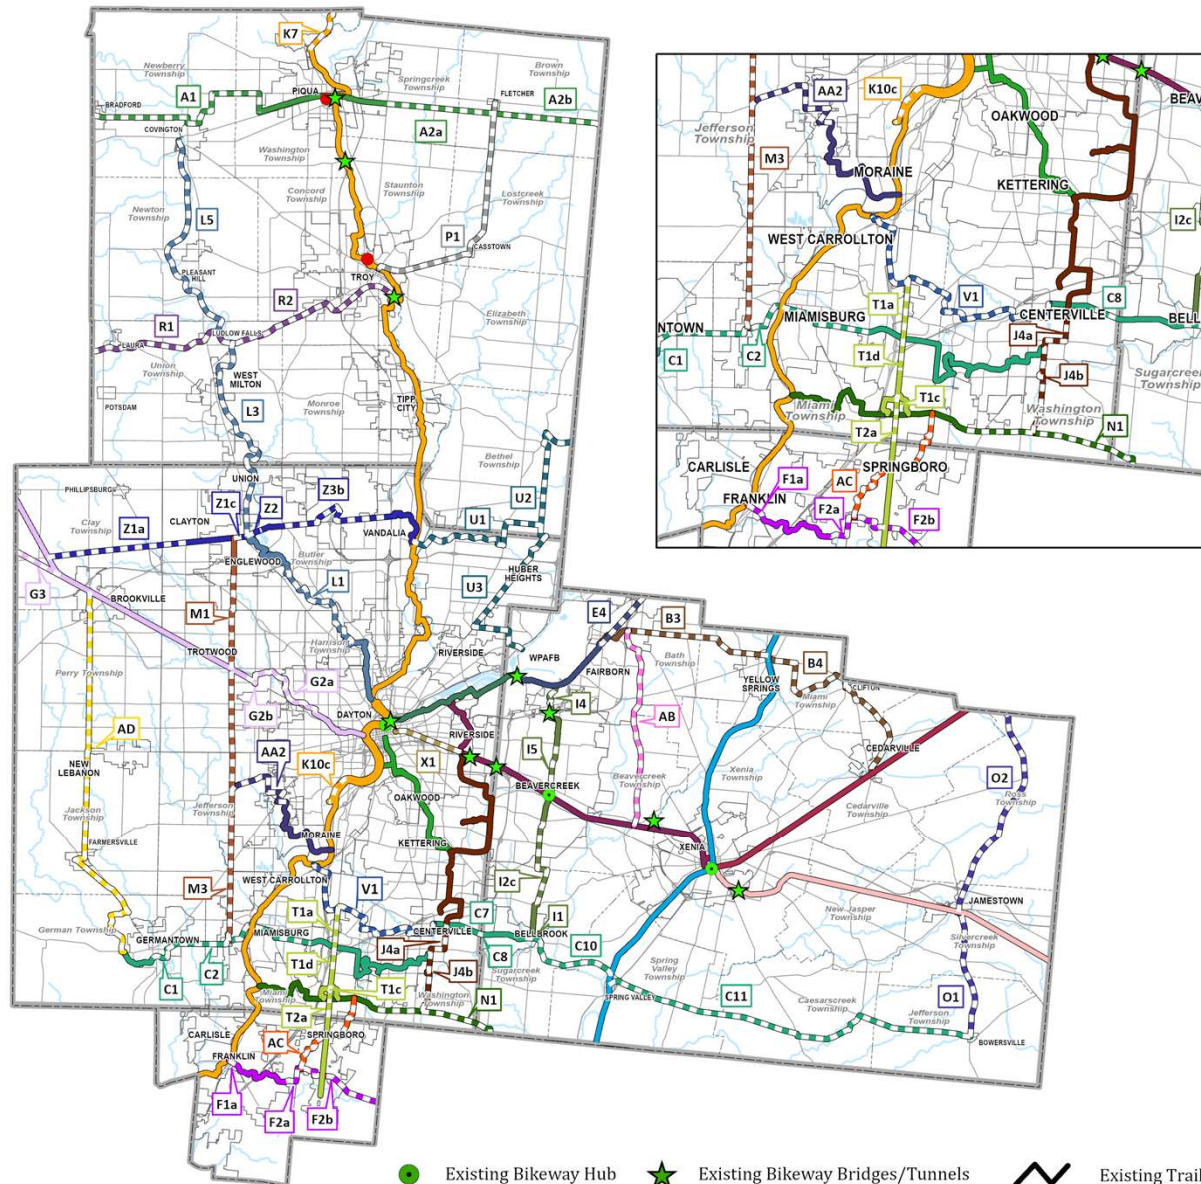 K7
Newberry
Township
Springcreek
Township
Brown
Township
BRADFORD
A1
PIQUA
FLETCHER
A2b
COVINGTON
A2a
Washington
Township
Newton
Township
Concord
Township
Staunton
Township
Lostcreek
Township
L5
P1
CASSTOWN
PLEASANT
HILL
TROY
R2
R1
LUDLOW FALLS
LAURA
Union
Township
Elizabeth
Township
WEST
MILTON
POTSDAM
L3
Monroe
Township
TIPP
CITY
Bethel
Township
UNION
PHILLIPSBURG
Clay
Township
Z1a
CLAYTON
Z1c
Z2
Z3b
VANDALIA
U1
U2
ENGLEWOOD
Butler
Township
HUBER
HEIGHTS
G3
BROOKVILLE
L1
U3
M1
Harrison
Township
TROTWOOD
Perry Township
RIVERSIDE
WPAFB
E4
B3
FAIRBORN
Bath
Township
B4
YELLOW
SPRINGS
Miami
Township
CLIFTON
G2a
G2b
DAYTON
I4
AB
AD
NEW
LEBANON
AA2
K10c
RIVERSIDE
X1
I5
BEAVERCREEK
Beavercreek
Township
Xenia
Township
CEDARVILLE
Cedarville
Township
O2
Ross
Township
Jackson
Township
Jefferson
Township
OAKWOOD
FARMERSVILLE
MORAINE
KETTERING
XENIA
M3
WEST CARROLLTON
I2c
JAMESTOWN
New Jasper
Township
Silvercreek
Township
German Township
GERMANTOWN
T1a
V1
C7
I1
CENTERVILLE
BELLBROOK
MIAMISBURG
C10
C1
C2
T1d
J4a
C8
Sugarcreek
Township
J4b
Spring
Valley
Township
SPRING VALLEY
C11
Caesarscreek
Township
Jefferson
Township
O1
BOWERSVILLE
Miami
Township
T1c
Washington
Township
N1
T2a
CARLISLE
SPRINGBORO
AC
FRANKLIN
F1a
F2a
F2b
AA2
K10c
BEAV
OAKWOOD
Jefferson
Township
M3
MORAINE
KETTERING
I2c
WEST CARROLLTON
T1a
V1
C8
NTOWN
MIAMISBURG
CENTERVILLE
BELL
C1
C2
T1d
J4a
J4b
Sugarcreek
Township
T1c
Miami
Township
Washington
Township
T2a
N1
CARLISLE
SPRINGBORO
AC
F1a
FRANKLIN
F2a
F2b
Existing Bikeway Hub
Existing Bikeway Bridges/Tunnels
Existing Trail